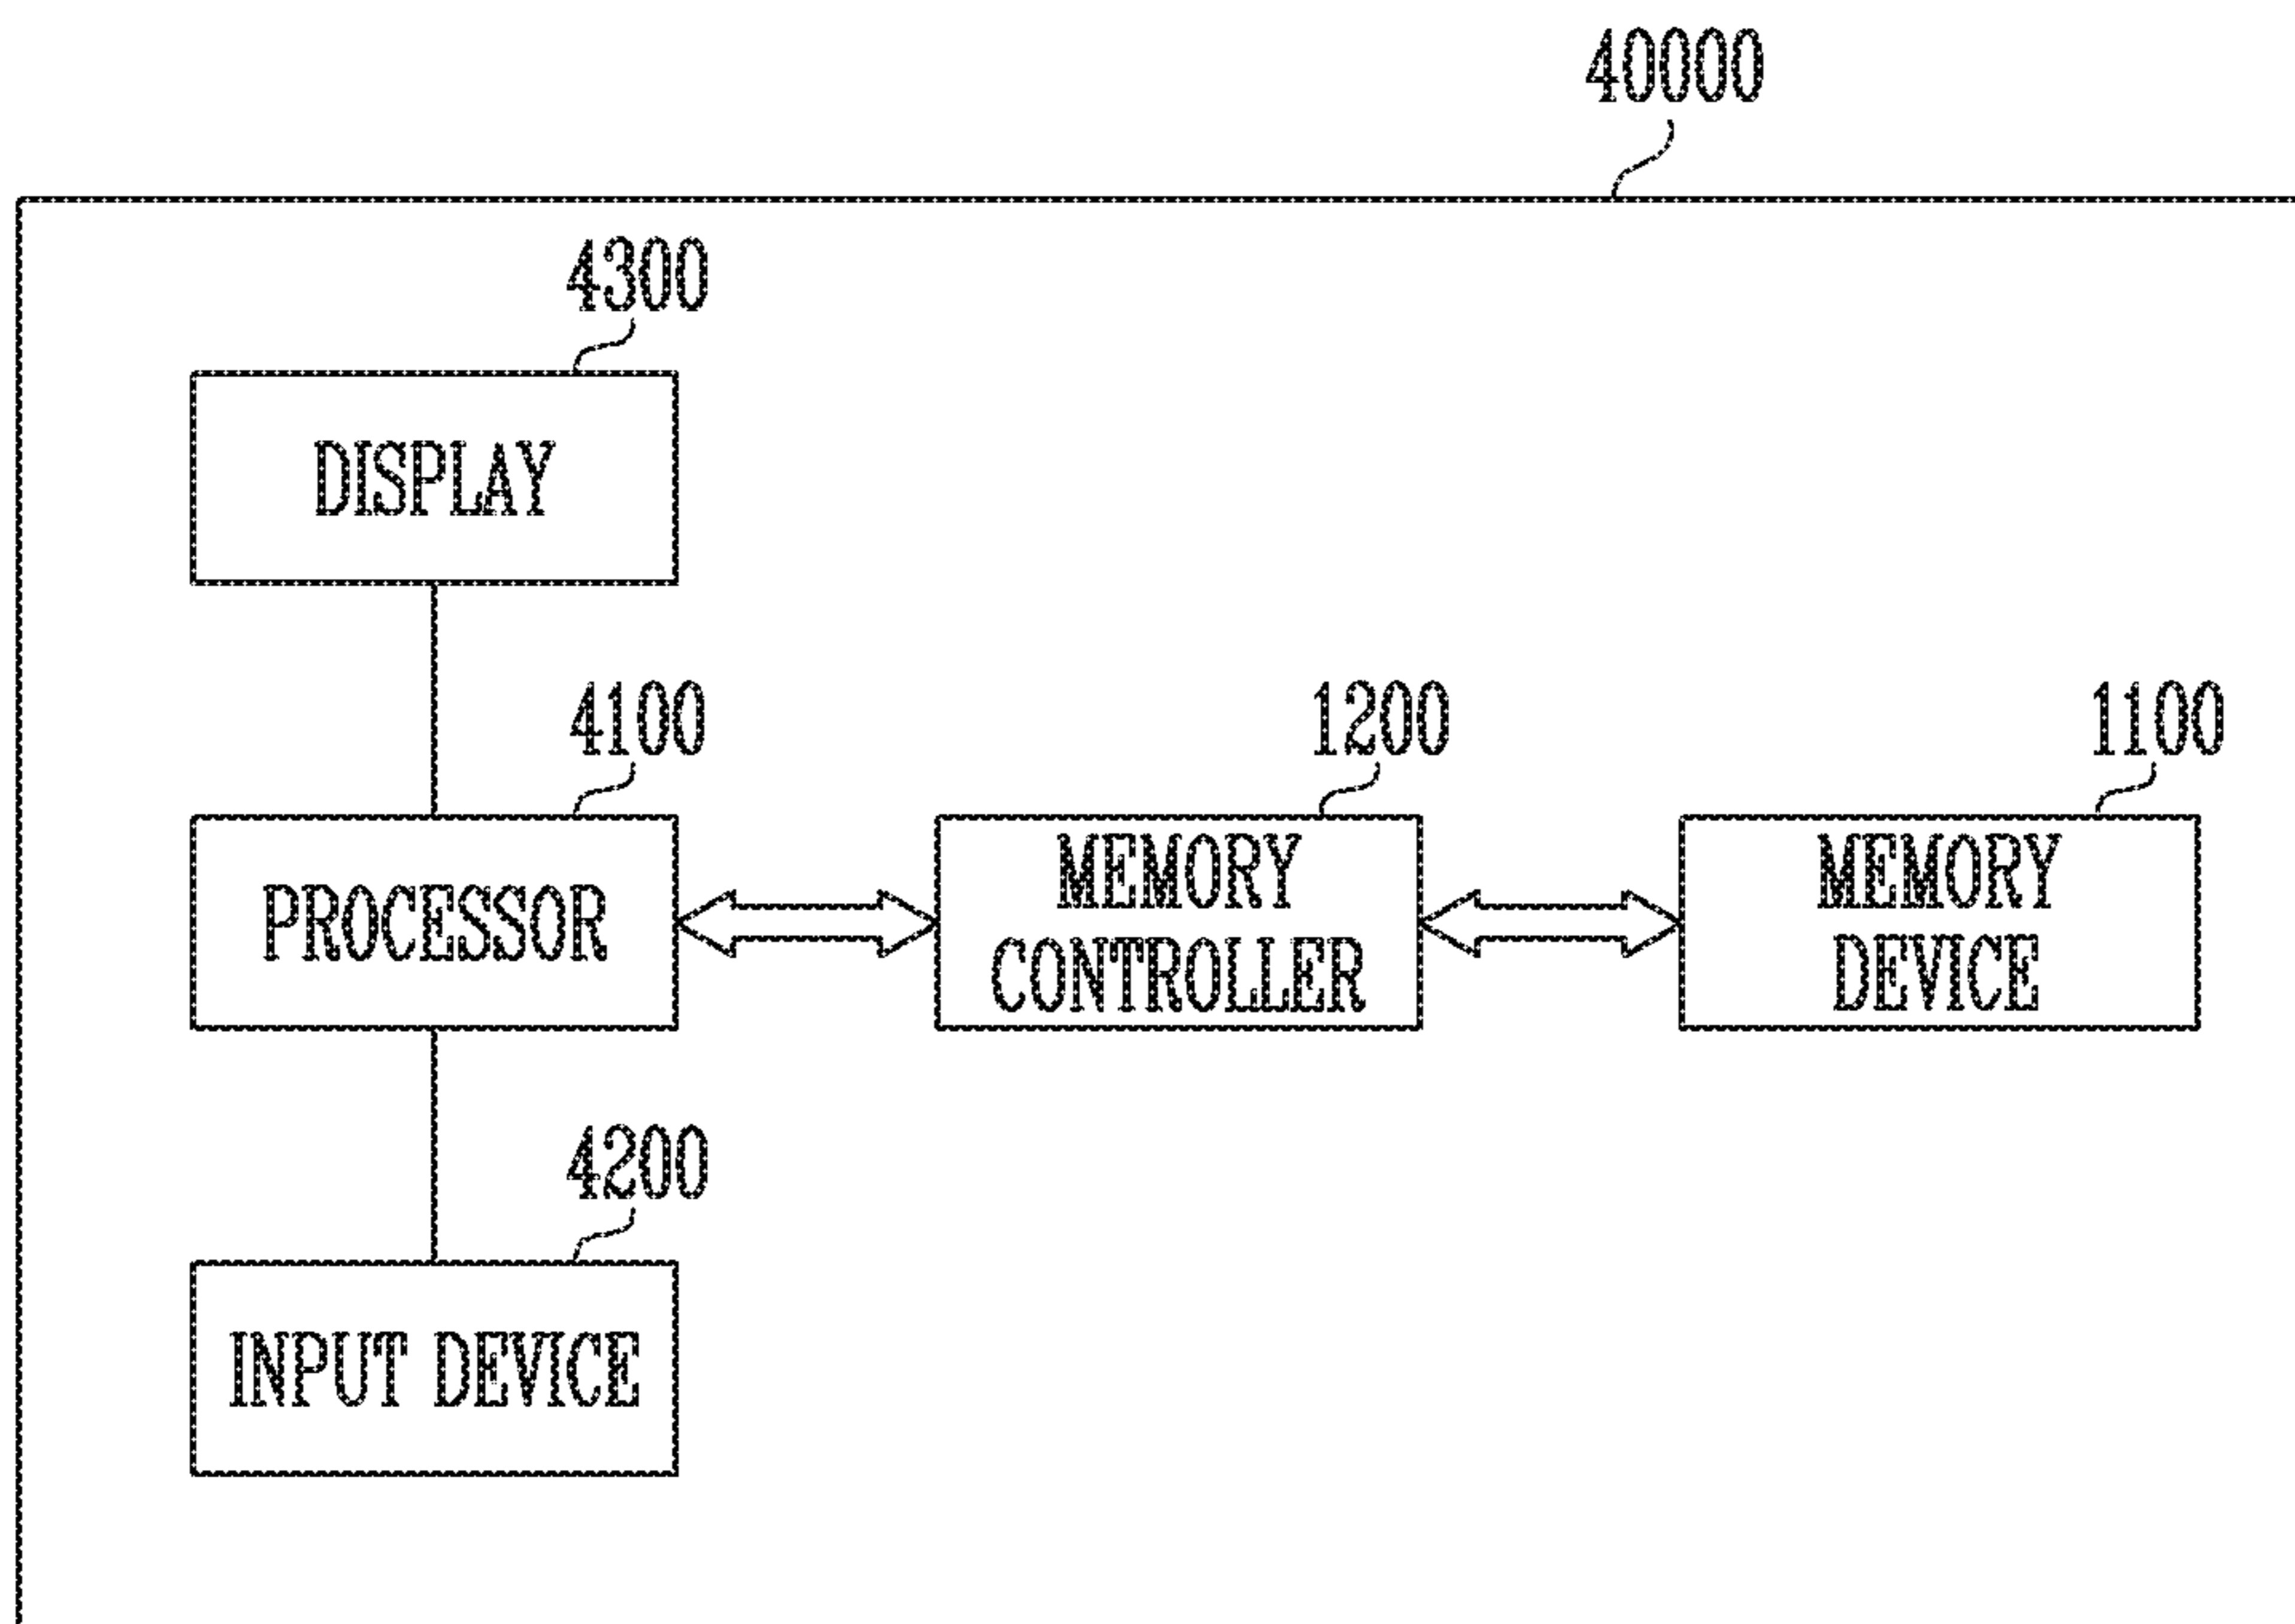 40000
4300
DISPLAY
4100
PROCESSOR
1200
MEMORY
CONTROLLER
1100
MEMORY
DEVICE
4200
INPUT DEVICE